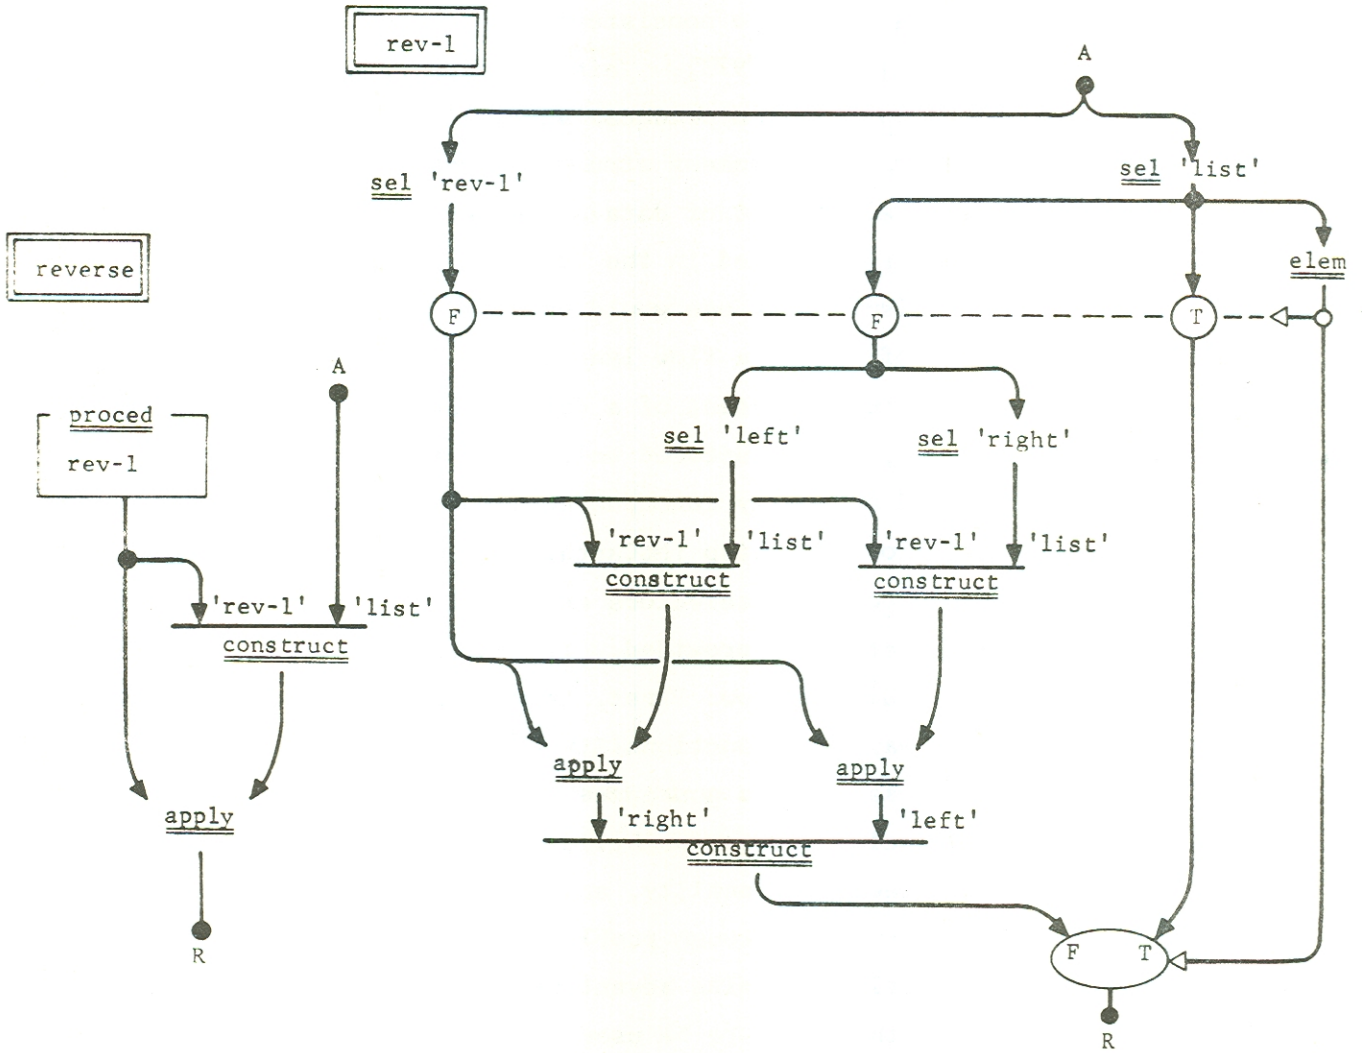 rev-1
A
sel 'rev-1'
sel 'list'
reverse
elem
F
F
T
A
proced
rev-1
sel 'left'
sel 'right'
'rev-1'
'list'
'rev-1'
'list'
construct
construct
'rev-1'
'list'
construct
apply
apply
apply
'right'
'left'
construct
R
F
T
R